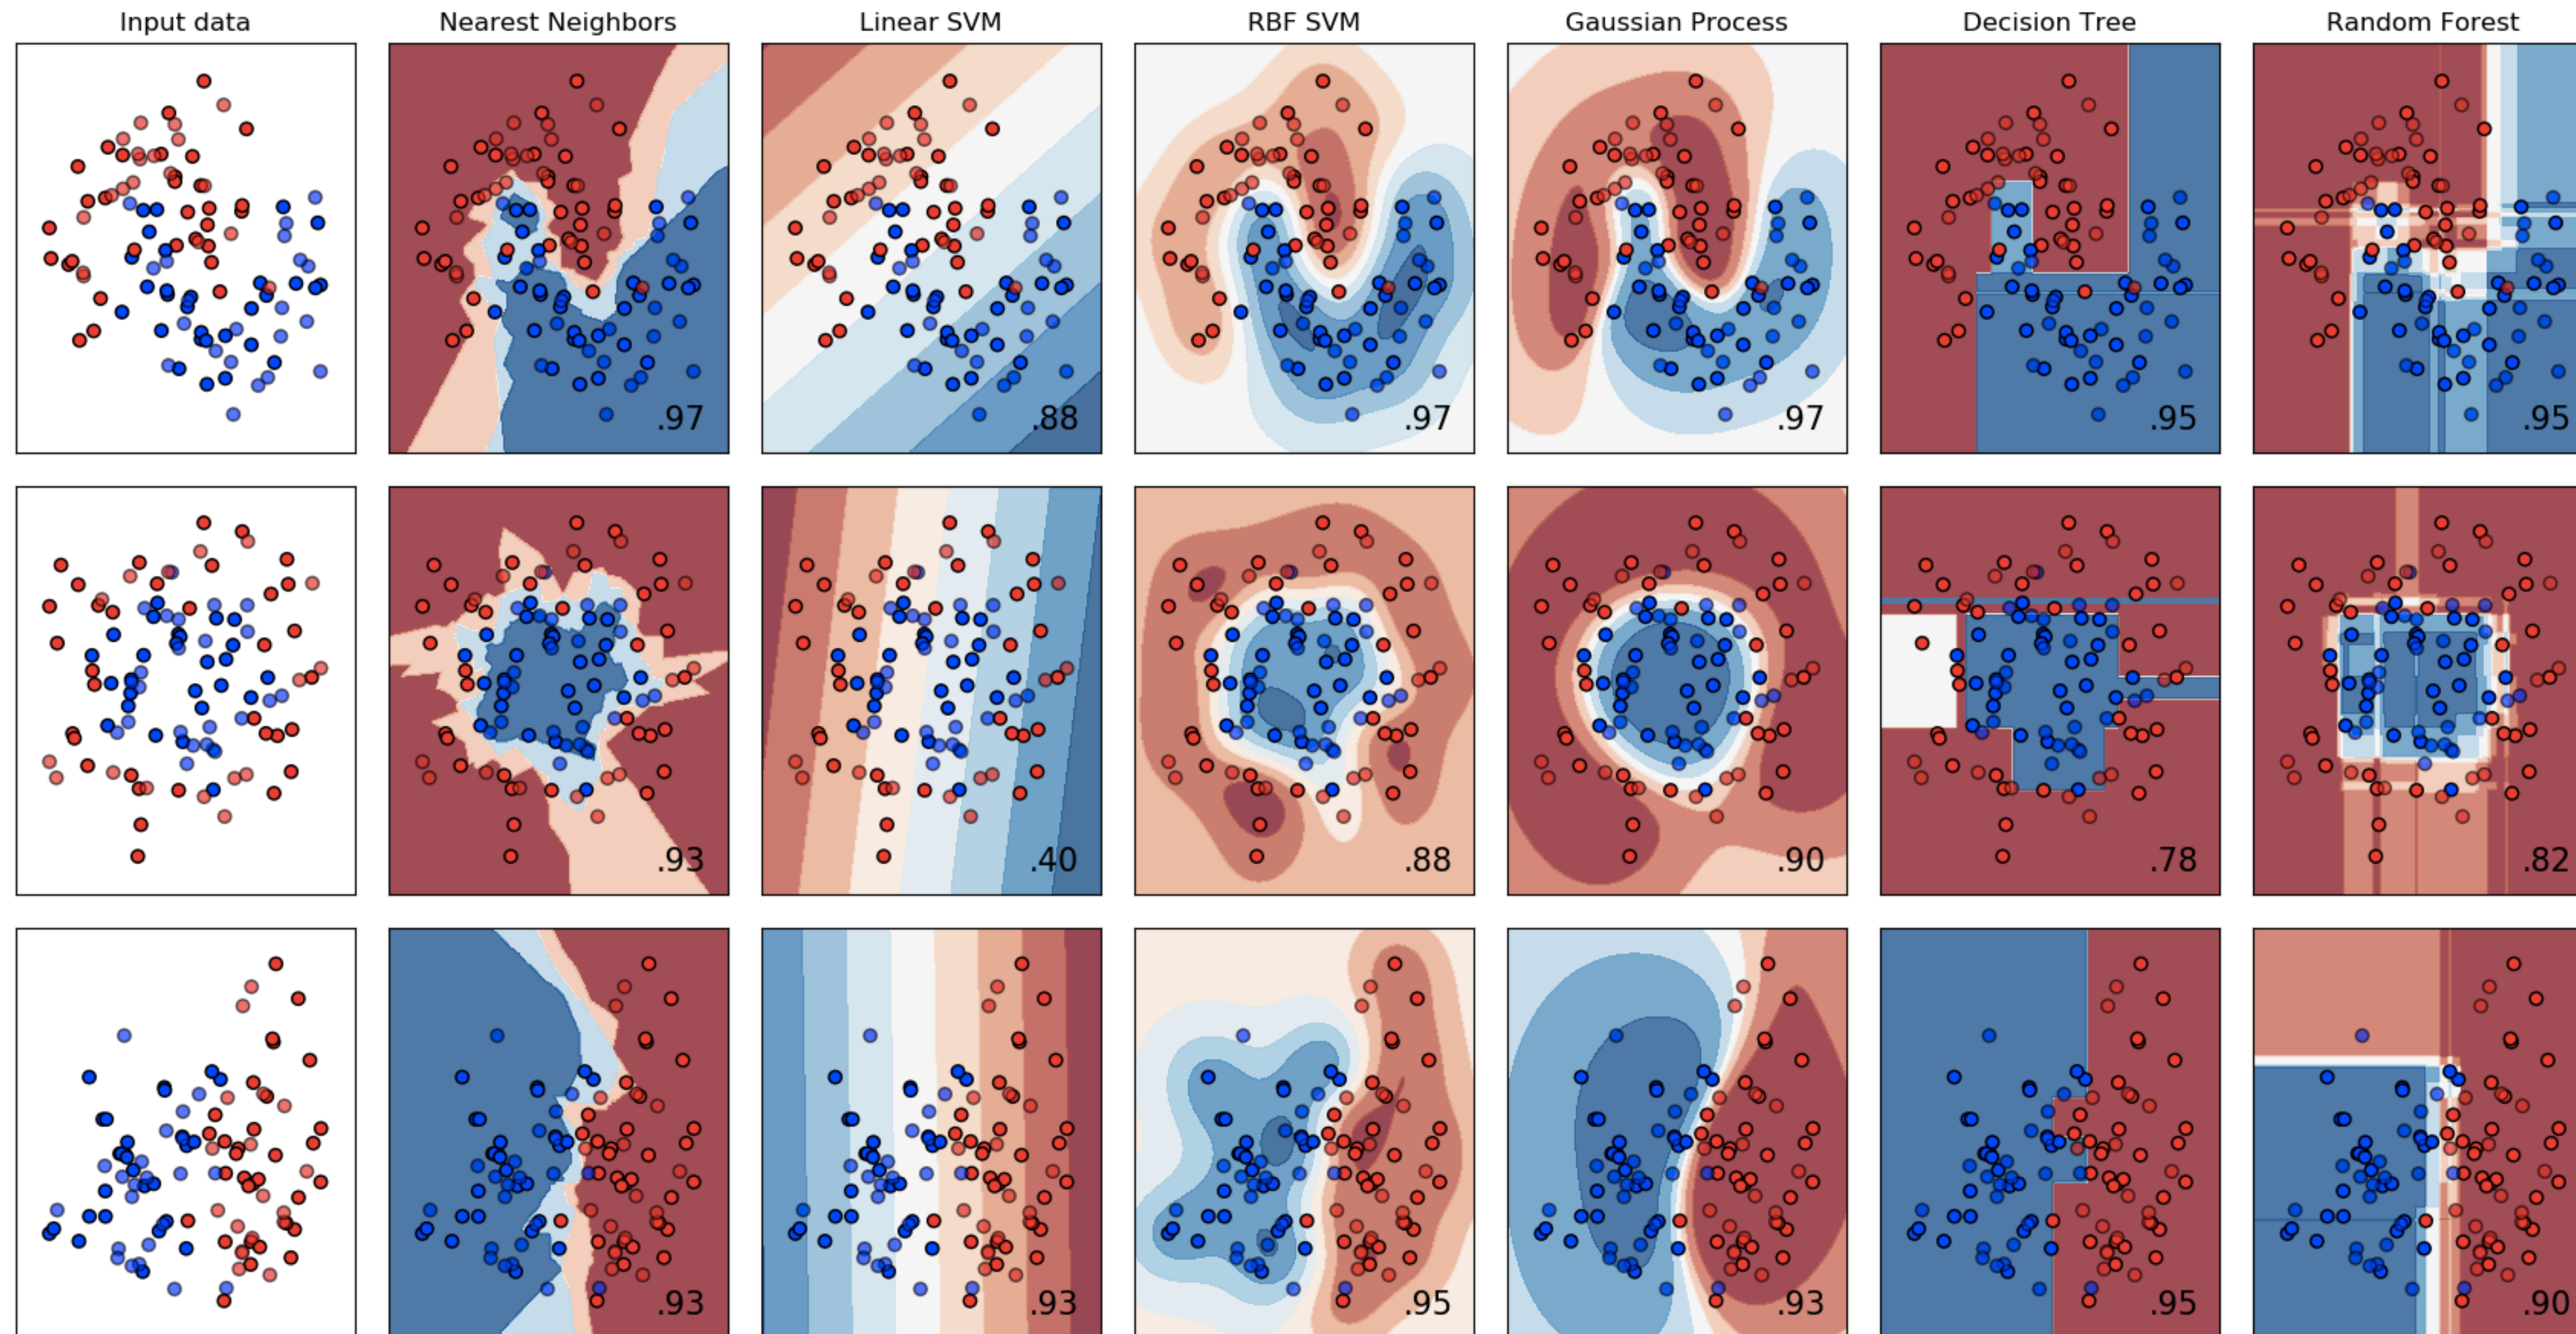 Input data Nearest Neighbors Linear SVM RBF SVM Gaussian Process Decision Tree Random Forest
.97 .88 .97 .97 .95 .95
.93 .40 .88 .90 .78 .82
.93 .93 .95 .93 .95 .90